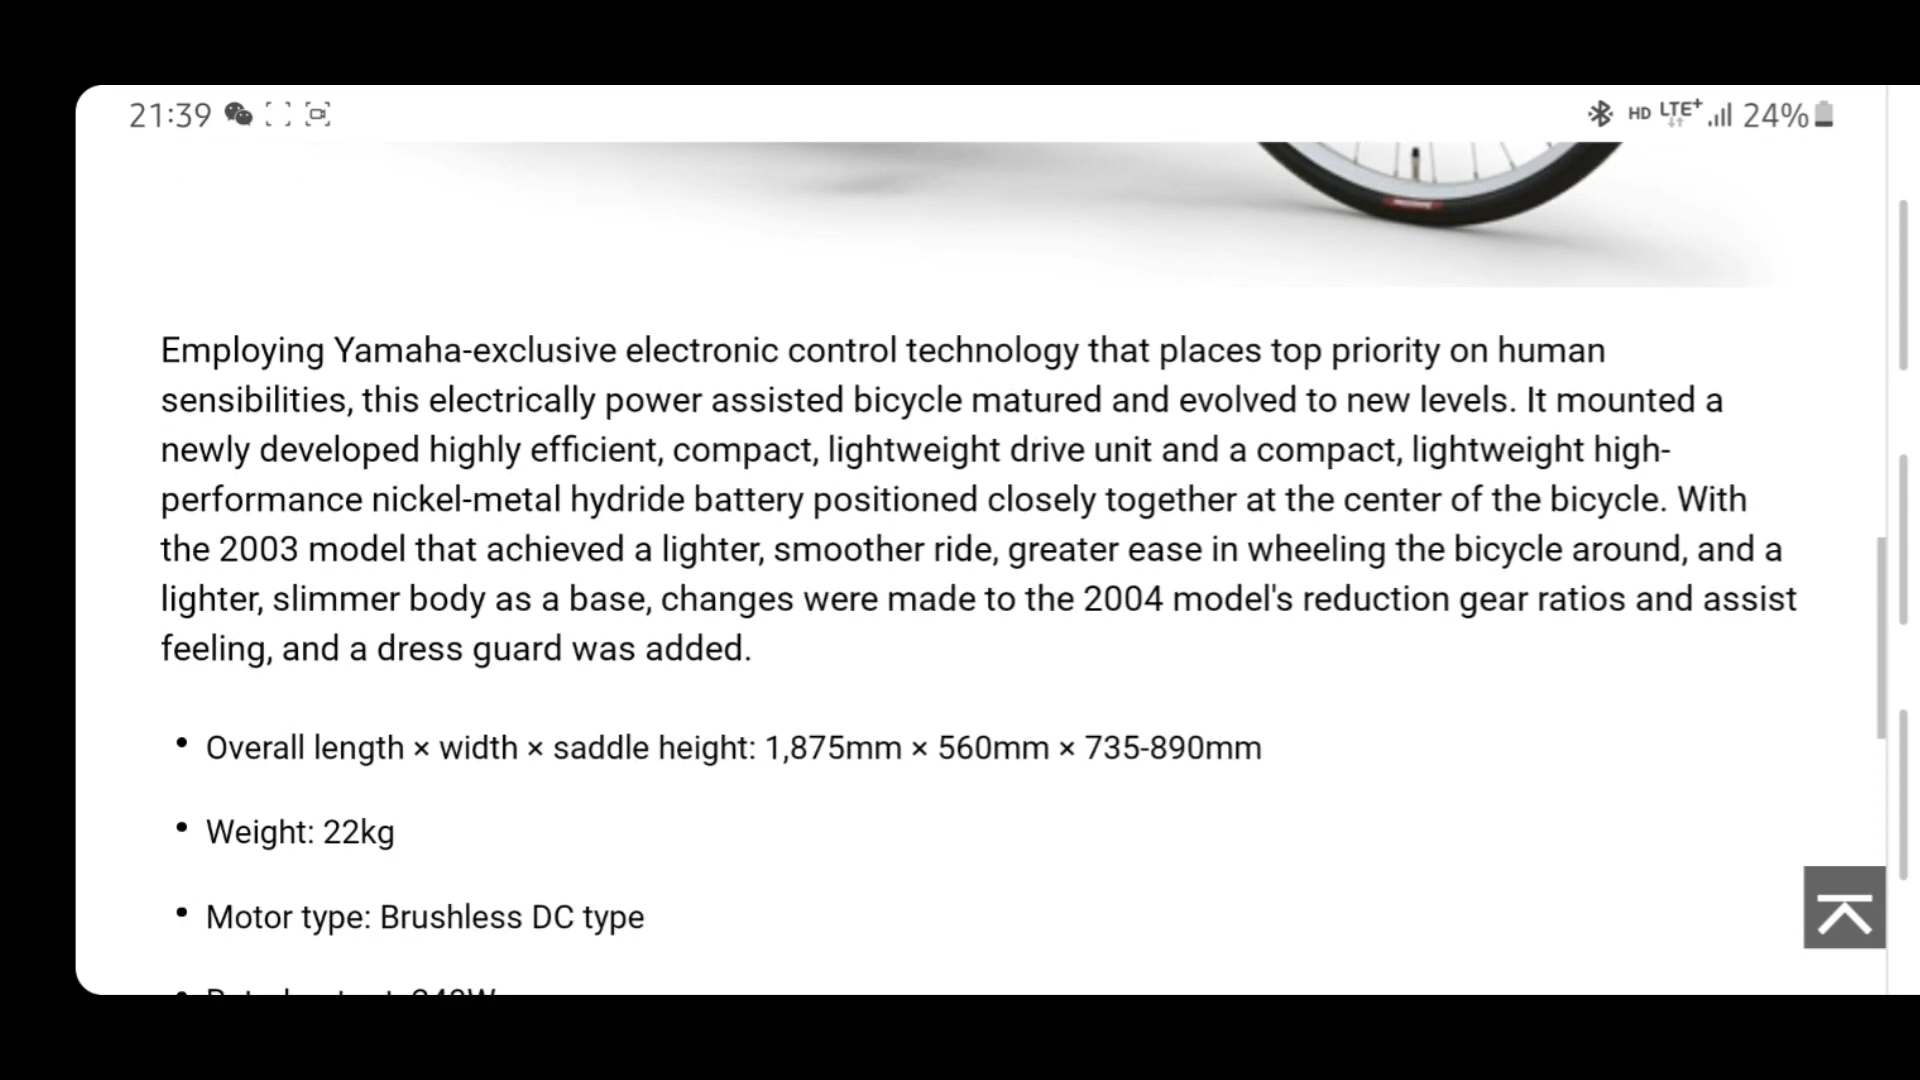 21:39
HD LTE+ 24%
Employing Yamaha-exclusive electronic control technology that places top priority on human
sensibilities, this electrically power assisted bicycle matured and evolved to new levels. It mounted a
newly developed highly efficient, compact, lightweight drive unit and a compact, lightweight high-
performance nickel-metal hydride battery positioned closely together at the center of the bicycle. With
the 2003 model that achieved a lighter, smoother ride, greater ease in wheeling the bicycle around, and a
lighter, slimmer body as a base, changes were made to the 2004 model's reduction gear ratios and assist
feeling, and a dress guard was added.
• Overall length × width × saddle height: 1,875mm × 560mm × 735-890mm
• Weight: 22kg
• Motor type: Brushless DC type